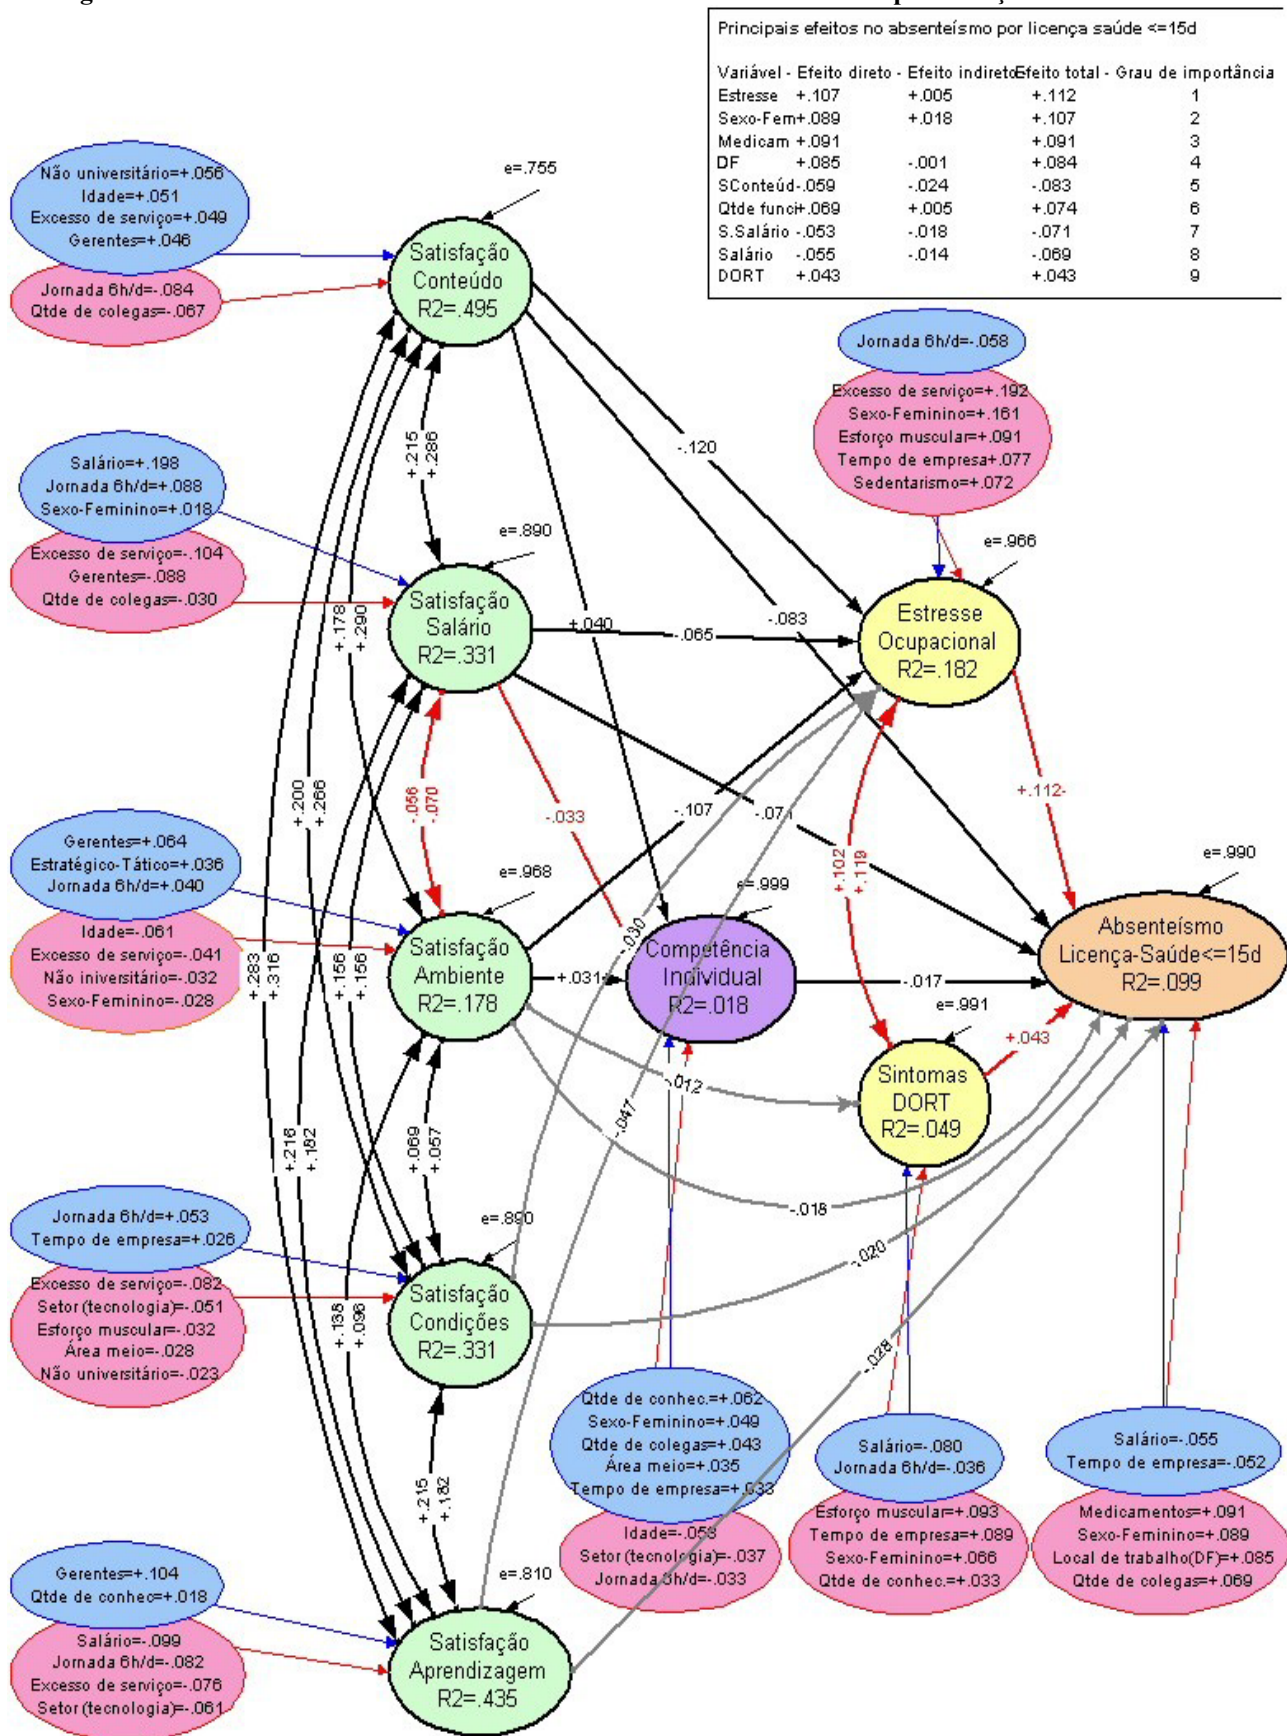 Principais efeitos no absenteísmo por licença saúde <=15d
Variável - Efeito direto - Efeito indireto Efeito total - Grau de importância
Estresse +.107 +.005 +.112 1
Sexo-Fem +.089 +.018 +.107 2
Medicam +.091 +.091 3
DF +.085 -.001 +.084 4
SConteúd -.059 -.024 -.083 5
Qtde funci +.069 +.005 +.074 6
S.Salário -.053 -.018 -.071 7
Salário -.055 -.014 -.069 8
DORT +.043 +.043 9
Não universitário=+.056
Idade=+.051
Excesso de serviço=+.049
Gerentes=+.046
Jornada 6h/d=-.084
Qtde de colegas=-.067
e=.755
Satisfação
Conteúdo
R2=.495
Jornada 6h/d=-.058
Excesso de serviço=+.192
Sexo-Feminino=+.161
Esforço muscular=+.091
Tempo de empresa+.077
Sedentarismo=+.072
+.215
+.286
-.120
Salário=+.198
Jornada 6h/d=+.088
Sexo-Feminino=+.018
Excesso de serviço=-.104
Gerentes=-.088
Qtde de colegas=-.030
e=.890
Satisfação
Salário
R2=.331
e=.966
Estresse
Ocupacional
R2=.182
+.178
+.290
+.040
-.065
-.083
+.200
+.266
-.056
-.070
-.033
-.107
-.071
+.112-
+.102
+.119
Gerentes=+.064
Estratégico-Tático=+.036
Jornada 6h/d=+.040
Idade=-.061
Excesso de serviço=-.041
Não iniversitário=-.032
Sexo-Feminino=-.028
e=.968
Satisfação
Ambiente
R2=.178
e=.999
Competência
Individual
R2=.018
e=.990
Absenteísmo
Licença-Saúde<=15d
R2=.099
+.283
+.316
+.156
+.156
+.031
-.030
-.017
e=.991
Sintomas
DORT
R2=.049
+.043
-.012
-.047
+.216
+.182
+.069
+.057
-.018
-.020
Jornada 6h/d=+.053
Tempo de empresa=+.026
Excesso de serviço=-.082
Setor (tecnologia)=-.051
Esforço muscular=-.032
Área meio=-.028
Não universitário=-.023
e=.890
Satisfação
Condições
R2=.331
+.138
+.096
-.028
Qtde de conhec.=+.062
Sexo-Feminino=+.049
Qtde de colegas=+.043
Área meio=+.035
Tempo de empresa=+.033
Idade=-.053
Setor (tecnologia)=-.037
Jornada 6h/d=-.033
Salário=-.080
Jornada 6h/d=-.036
Esforço muscular=+.093
Tempo de empresa=+.089
Sexo-Feminino=+.066
Qtde de conhec.=+.033
Salário=-.055
Tempo de empresa=-.052
Medicamentos=+.091
Sexo-Feminino=+.089
Local de trabalho(DF)=+.085
Qtde de colegas=+.069
+.215
+.182
Gerentes=+.104
Qtde de conhec=+.018
Salário=-.099
Jornada 6h/d=-.082
Excesso de serviço=-.076
Setor (tecnologia)=-.061
e=.810
Satisfação
Aprendizagem
R2=.435